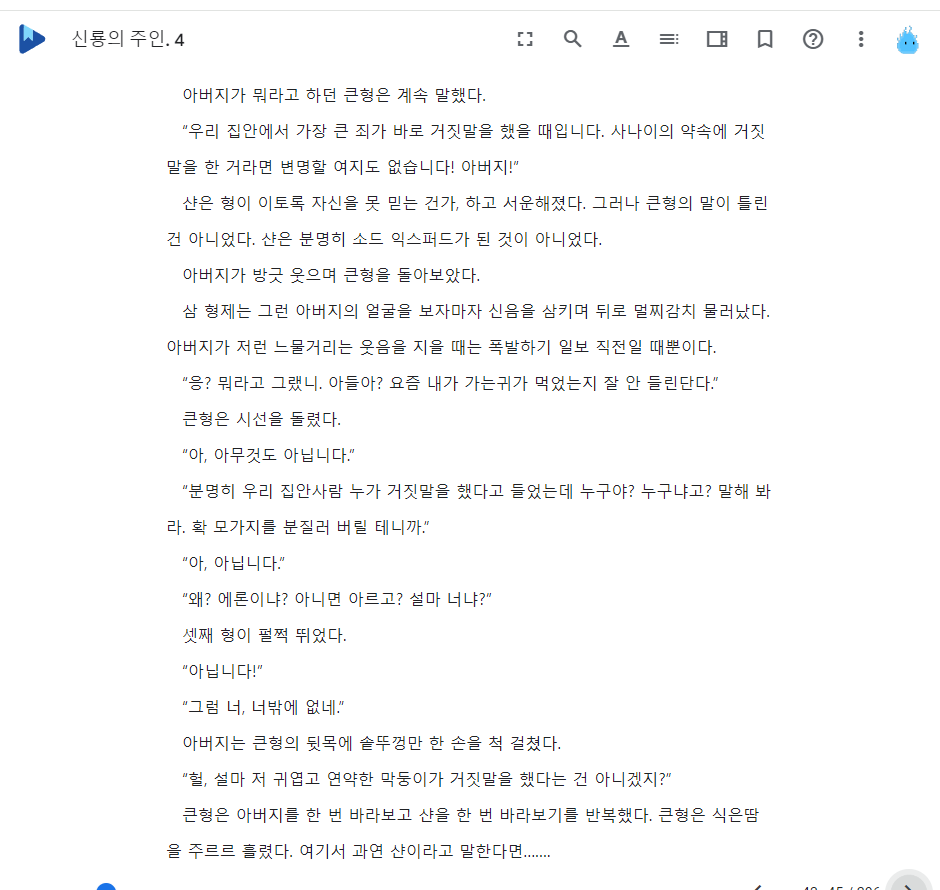 신룡의 주인. 4
아버지가 뭐라고 하던 큰형은 계속 말했다.
“우리 집안에서 가장 큰 죄가 바로 거짓말을 했을 때입니다. 사나이의 약속에 거짓
말을 한 거라면 변명할 여지도 없습니다! 아버지!”
샨은 형이 이토록 자신을 못 믿는 건가, 하고 서운해졌다. 그러나 큰형의 말이 틀린
건 아니었다. 샨은 분명히 소드 익스퍼드가 된 것이 아니었다.
아버지가 방긋 웃으며 큰형을 돌아보았다.
삼 형제는 그런 아버지의 얼굴을 보자마자 신음을 삼키며 뒤로 멀찌감치 물러났다.
아버지가 저런 느물거리는 웃음을 지을 때는 폭발하기 일보 직전일 때뿐이다.
“응? 뭐라고 그랬니. 아들아? 요즘 내가 가는귀가 먹었는지 잘 안 들린단다.”
큰형은 시선을 돌렸다.
“아, 아무것도 아닙니다.”
“분명히 우리 집안사람 누가 거짓말을 했다고 들었는데 누구야? 누구냐고? 말해 봐
라. 확 모가지를 분질러 버릴 테니까.”
“아, 아닙니다.”
“왜? 에론이냐? 아니면 아르고? 설마 너냐?”
셋째 형이 펄쩍 뛰었다.
“아닙니다!”
“그럼 너, 너밖에 없네.”
아버지는 큰형의 뒷목에 솥뚜껑만 한 손을 척 걸쳤다.
“헐, 설마 저 귀엽고 연약한 막둥이가 거짓말을 했다는 건 아니겠지?”
큰형은 아버지를 한 번 바라보고 샨을 한 번 바라보기를 반복했다. 큰형은 식은땀
을 주르르 흘렸다. 여기서 과연 샨이라고 말한다면…….